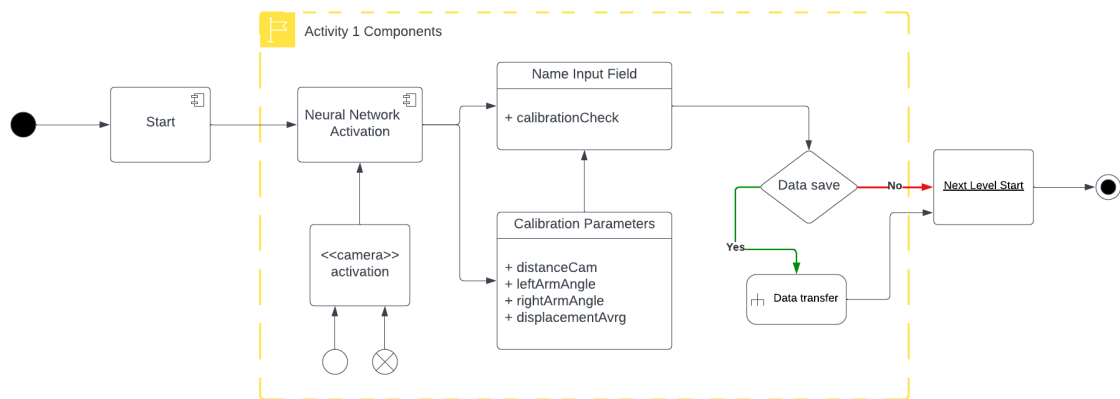 Activity 1 Components
Start
Neural Network
Activation
<<camera>>
activation
Name Input Field
+ calibrationCheck
Calibration Parameters
+ distanceCam
+ leftArmAngle
+ rightArmAngle
+ displacementAvrg
Data save
No
Yes
Data transfer
Next Level Start